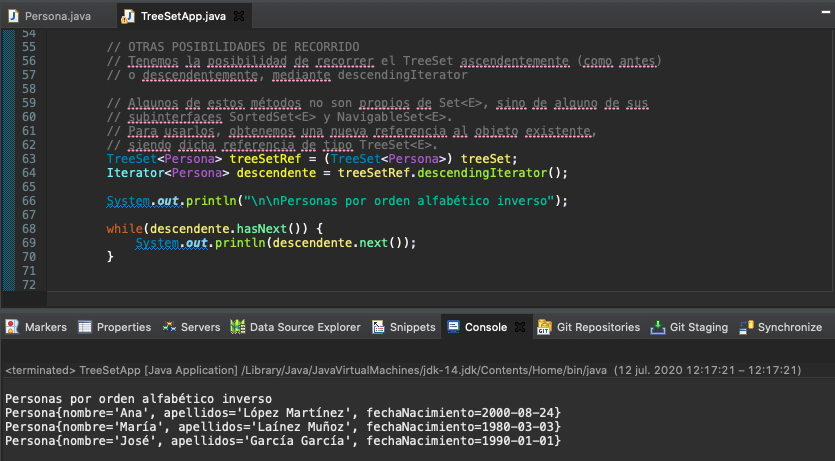 Persona.java TreeSetApp.java
54
55 // OTRAS POSIBILIDADES DE RECORRIDO
56 // Tenemos la posibilidad de recorrer el TreeSet ascendentemente (como antes)
57 // o descendentemente, mediante descendingIterator
58
59 // Algunos de estos métodos no son propios de Set<E>, sino de alguno de sus
60 // subinterfaces SortedSet<E> y NavigableSet<E>.
61 // Para usarlos, obtenemos una nueva referencia al objeto existente,
62 // siendo dicha referencia de tipo TreeSet<E>.
63 TreeSet<Persona> treeSetRef = (TreeSet<Persona>) treeSet;
64 Iterator<Persona> descendente = treeSetRef.descendingIterator();
65
66 System.out.println("\n\nPersonas por orden alfabético inverso");
67
68 while(descendente.hasNext()) {
69 System.out.println(descendente.next());
70 }
71
72
Markers Properties Servers Data Source Explorer Snippets Console Git Repositories Git Staging Synchronize
<terminated> TreeSetApp [Java Application] /Library/Java/JavaVirtualMachines/jdk-14.jdk/Contents/Home/bin/java (12 jul. 2020 12:17:21 – 12:17:21)
Personas por orden alfabético inverso
Persona{nombre='Ana', apellidos='López Martínez', fechaNacimiento=2000-08-24}
Persona{nombre='María', apellidos='Laínez Muñoz', fechaNacimiento=1980-03-03}
Persona{nombre='José', apellidos='García García', fechaNacimiento=1990-01-01}